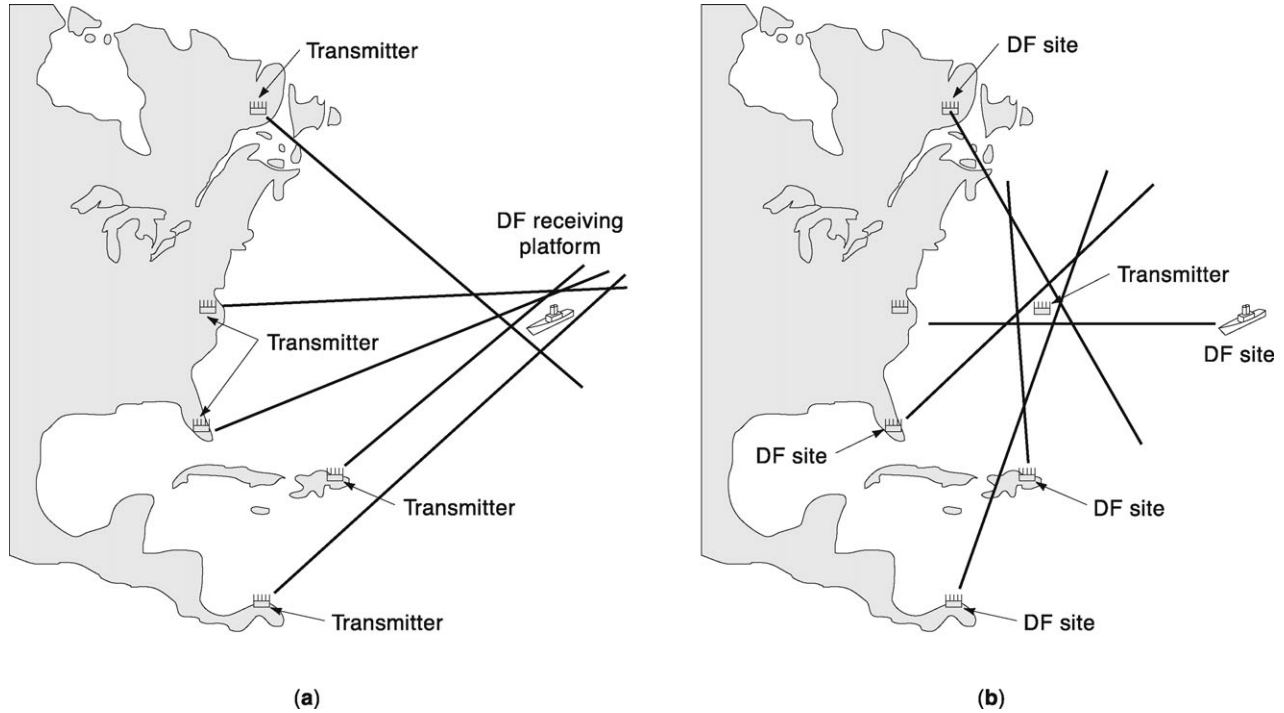 Transmitter
DF receiving
platform
Transmitter
Transmitter
Transmitter
(a)
DF site
Transmitter
DF site
DF site
DF site
DF site
(b)